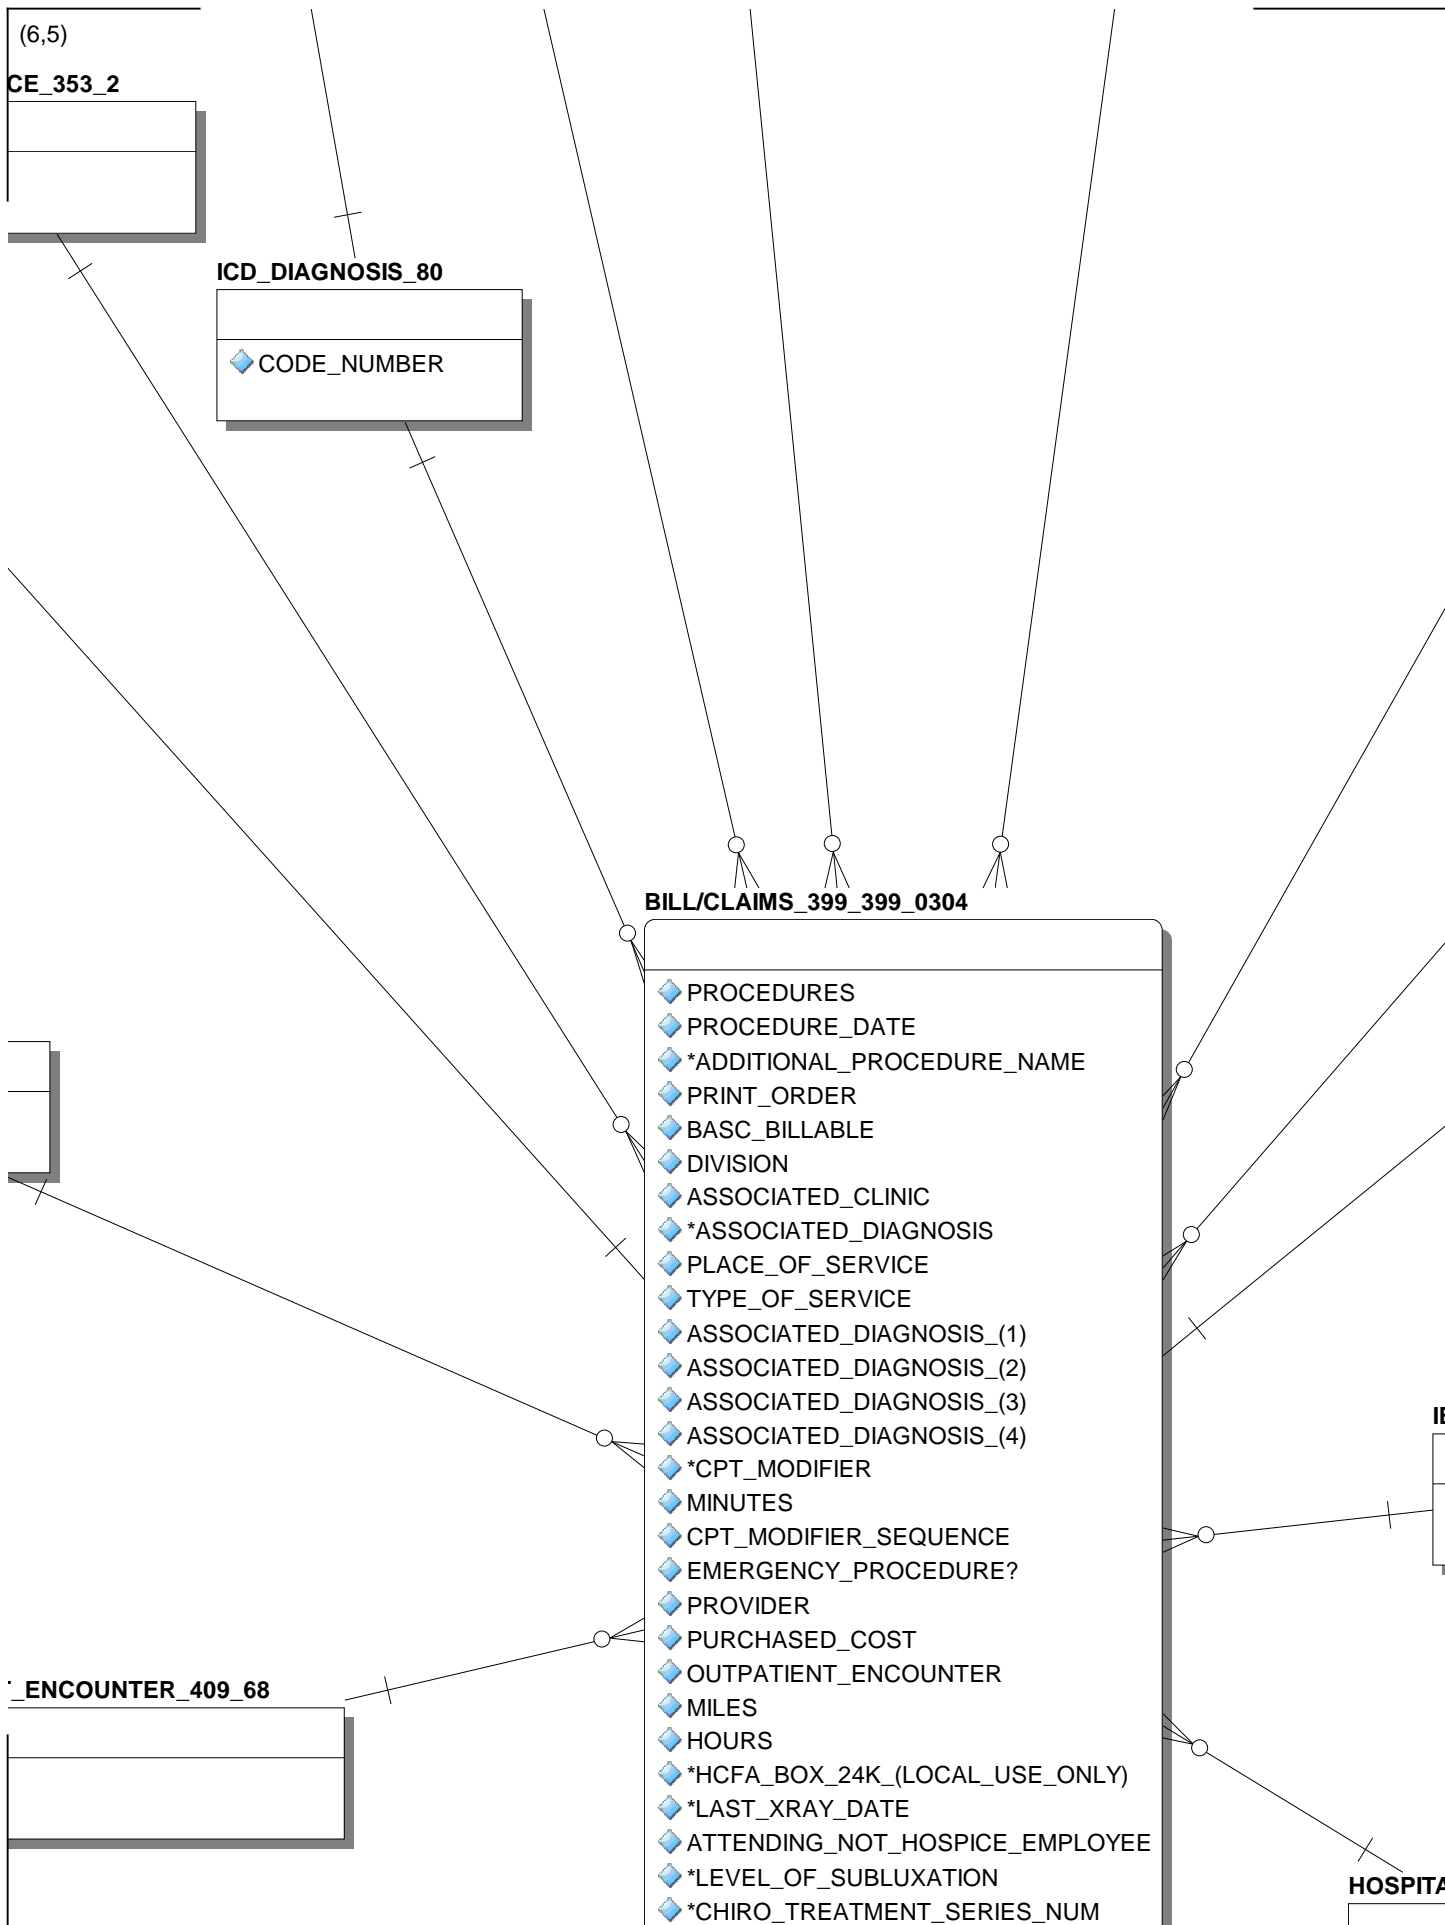 (6,5)
CE_353_2
ICD_DIAGNOSIS_80
CODE_NUMBER
BILL/CLAIMS_399_399_0304
PROCEDURES
PROCEDURE_DATE
*ADDITIONAL_PROCEDURE_NAME
PRINT_ORDER
BASC_BILLABLE
DIVISION
ASSOCIATED_CLINIC
*ASSOCIATED_DIAGNOSIS
PLACE_OF_SERVICE
TYPE_OF_SERVICE
ASSOCIATED_DIAGNOSIS_(1)
ASSOCIATED_DIAGNOSIS_(2)
ASSOCIATED_DIAGNOSIS_(3)
ASSOCIATED_DIAGNOSIS_(4)
*CPT_MODIFIER
MINUTES
CPT_MODIFIER_SEQUENCE
EMERGENCY_PROCEDURE?
PROVIDER
PURCHASED_COST
OUTPATIENT_ENCOUNTER
MILES
HOURS
*HCFA_BOX_24K_(LOCAL_USE_ONLY)
*LAST_XRAY_DATE
ATTENDING_NOT_HOSPICE_EMPLOYEE
*LEVEL_OF_SUBLUXATION
*CHIRO_TREATMENT_SERIES_NUM
_ENCOUNTER_409_68
HOSPITA